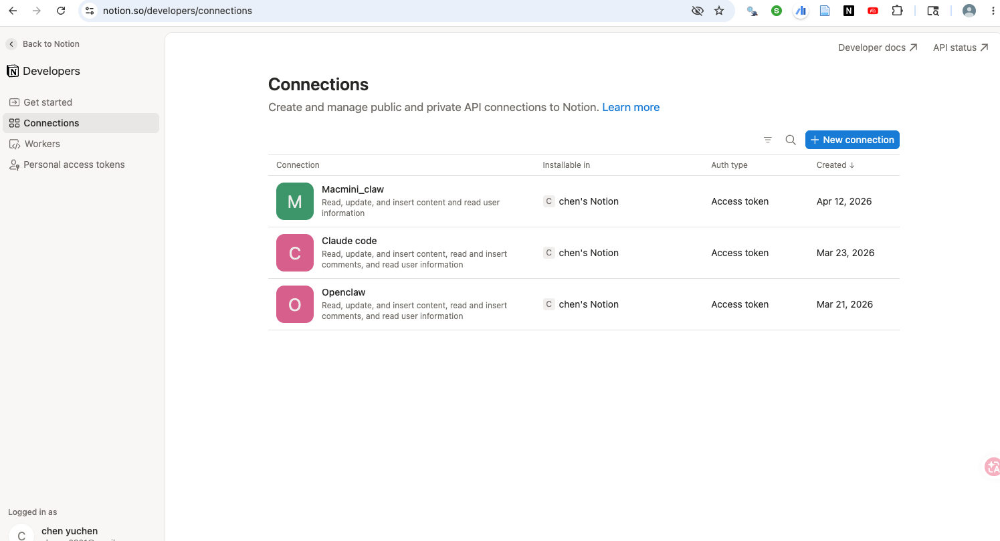 notion.so/developers/connections
S
N
Back to Notion
Developer docs
API status
N Developers
Get started
Connections
Workers
Personal access tokens
Connections
Create and manage public and private API connections to Notion. Learn more
New connection
Connection
Installable in
Auth type
Created ↓
M
Macmini_claw
Read, update, and insert content and read user
information
C chen's Notion
Access token
Apr 12, 2026
C
Claude code
Read, update, and insert content, read and insert
comments, and read user information
C chen's Notion
Access token
Mar 23, 2026
O
Openclaw
Read, update, and insert content, read and insert
comments, and read user information
C chen's Notion
Access token
Mar 21, 2026
A
Logged in as
C
chen yuchen